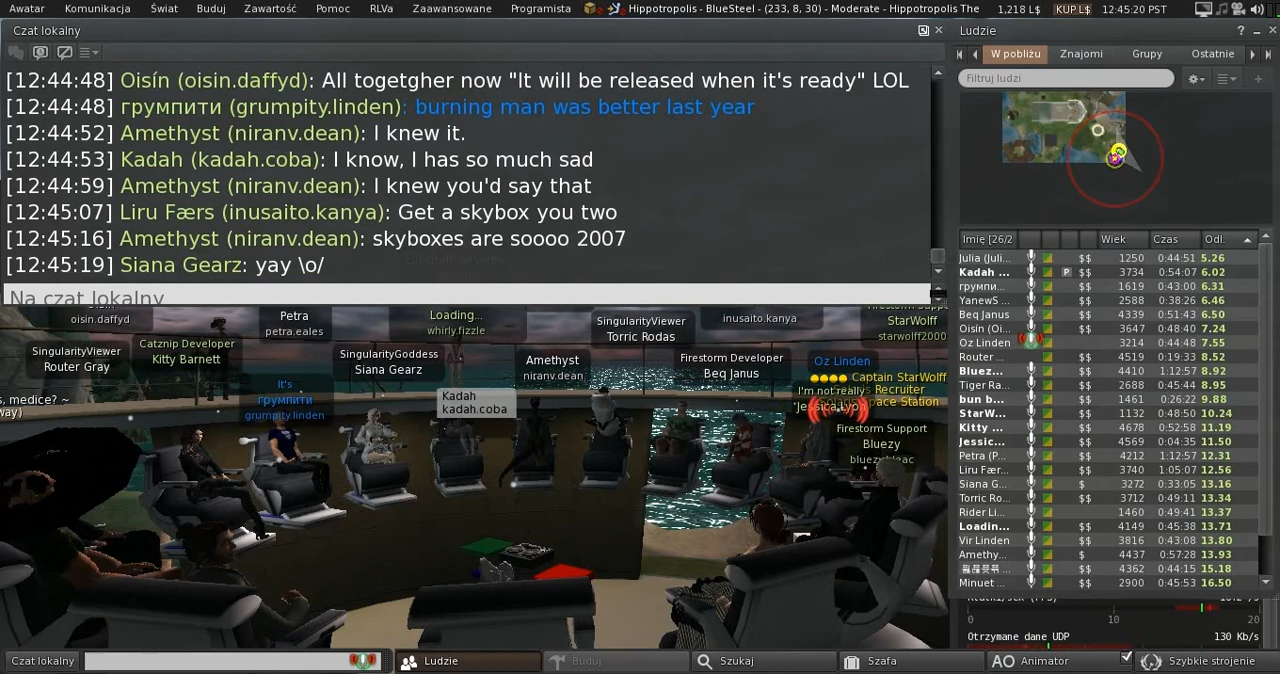 Awatar Komunikacja Świat Buduj Zawartość Pomoc RLVa Zaawansowane Programista Hippotropolis - BlueSteel - (233, 8, 30) - Moderate - Hippotropolis The 1,218 L$ KUP L$ 12:45:20 PST
Czat lokalny
[12:44:48] Oisín (oisin.daffyd): All togetgher now "It will be released when it's ready" LOL
[12:44:48] грумпити (grumpity.linden): burning man was better last year
[12:44:52] Amethyst (niranv.dean): I knew it.
[12:44:53] Kadah (kadah.coba): I know, I has so much sad
[12:44:59] Amethyst (niranv.dean): I knew you'd say that
[12:45:07] Liru Færs (inusaito.kanya): Get a skybox you two
[12:45:16] Amethyst (niranv.dean): skyboxes are soooo 2007
[12:45:19] Siana Gearz: yay \o/
Na czat lokalny
oisin.daffyd
Petra
petra.eales
Loading...
whirly.fizzle
SingularityViewer
Torric Rodas
inusaito.kanya
Firestorm Support
StarWolff
starwolff2000
SingularityViewer
Router Gray
Catznip Developer
Kitty Barnett
SingularityGoddess
Siana Gearz
Amethyst
niranv.dean
Firestorm Developer
Beq Janus
Oz Linden
Captain StarWolff
Recruiter
Space Station
I'm not really
'Jessica Lyon
Firestorm Support
Bluezy
s, medice? ~
way)
It's
грумпити
grumpity.linden
Kadah
kadah.coba
Ludzie
W pobliżu Znajomi Grupy Ostatnie
Filtruj ludzi
Imię [26/2 Wiek Czas Odl.
Julia (Juli... $$ 1250 0:44:51 5.26
Kadah ... P $$ 3734 0:54:07 6.02
грумпи... $$ 1619 0:43:00 6.31
YanewS ... $$ 2588 0:38:26 6.46
Beq Janus $$ 4339 0:51:43 6.50
Oisín (Oi... $$ 3647 0:48:40 7.24
Oz Linden 3214 0:44:48 7.55
Router ... $$ 4519 0:19:33 8.52
Bluez... $$ 4410 1:12:57 8.92
Tiger Ra... $$ 2688 0:45:44 8.95
bun b... $$ 1461 0:26:22 9.88
StarW... $$ 1132 0:48:50 10.24
Kitty ... $$ 4678 0:52:58 11.19
Jessic... $$ 4569 0:04:35 11.50
Petra (P... $$ 4212 1:12:57 12.31
Liru Fær... $$ 3740 1:05:07 12.56
Siana G... $ 3272 0:33:05 13.16
Torric Ro... $$ 3712 0:49:11 13.34
Rider Li... 1460 0:49:41 13.37
Loadin... $$ 4149 0:45:38 13.71
Vir Linden $$ 3816 0:43:08 13.80
Amethy... $ 4437 0:57:28 13.93
$$ 4362 0:44:15 15.18
Minuet ... $$ 2900 0:45:53 16.50
0 10 20
Otrzymane dane UDP 130 Kb/s
Czat lokalny Ludzie Buduj Szukaj Szafa AO Animator Szybkie strojenie